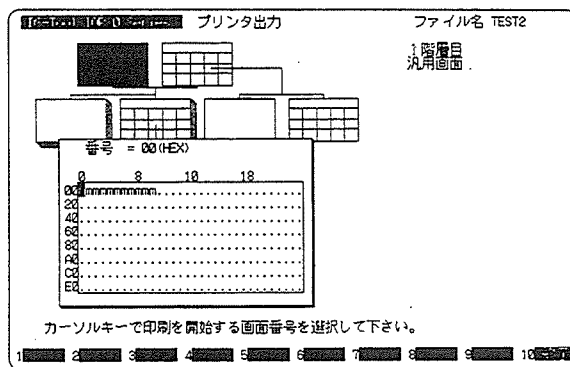 プリンタ出力
ファイル名 TEST2
1階層目
汎用画面
番号 = 00(HEX)
0 8 10 18
00
20
40
60
80
A0
C0
E0
カーソルキーで印刷を開始する画面番号を選択して下さい。
1 2 3 4 5 6 7 8 9 10